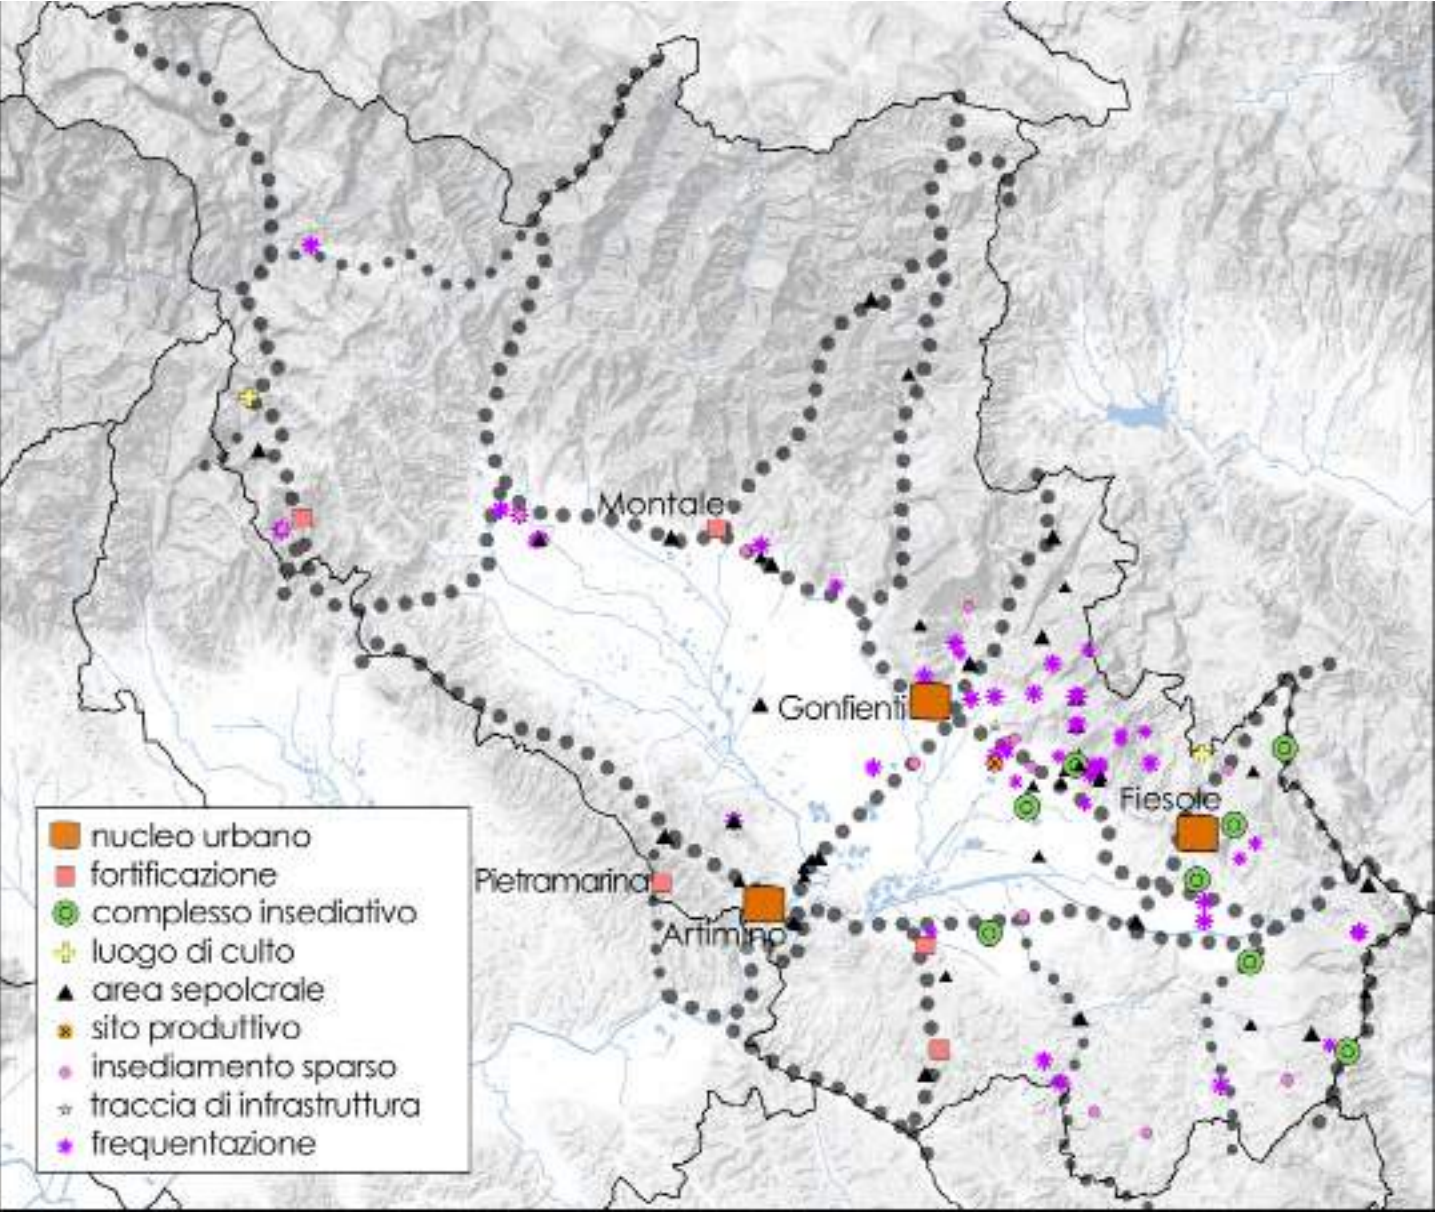 Montale
Gonfienti
Fiesole
Pietramarina
Artimino
nucleo urbano
fortificazione
complesso insediativo
luogo di culto
area sepolcrale
sito produttivo
insediamento sparso
traccia di infrastruttura
frequentazione